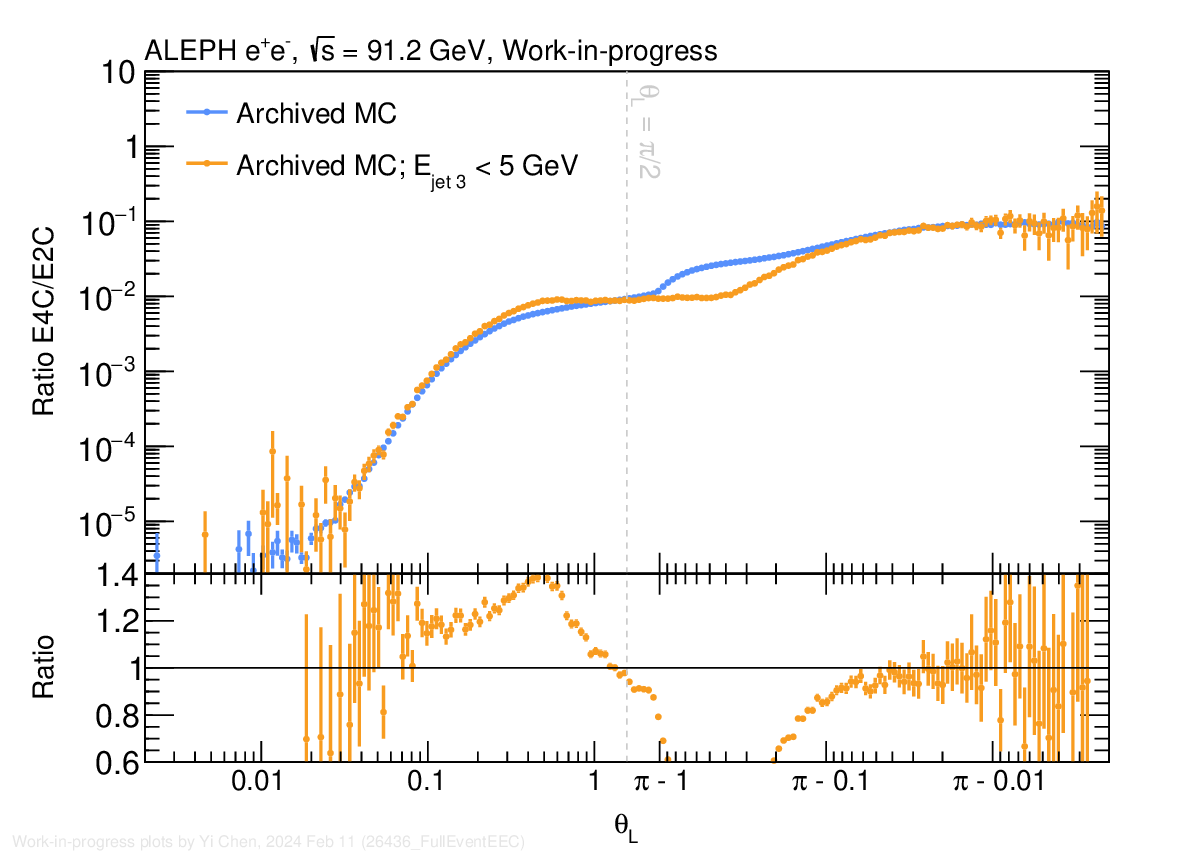 ALEPH e⁺e⁻, √s = 91.2 GeV, Work-in-progress
10
1
10⁻¹
10⁻²
10⁻³
10⁻⁴
10⁻⁵
Ratio E4C/E2C
Archived MC
Archived MC; E_jet 3 < 5 GeV
θ_L = π/2
1.4
1.2
1
0.8
0.6
Ratio
0.01 0.1 1 π - 1 π - 0.1 π - 0.01
θ_L
Work-in-progress plots by Yi Chen, 2024 Feb 11 (26436_FullEventEEC)